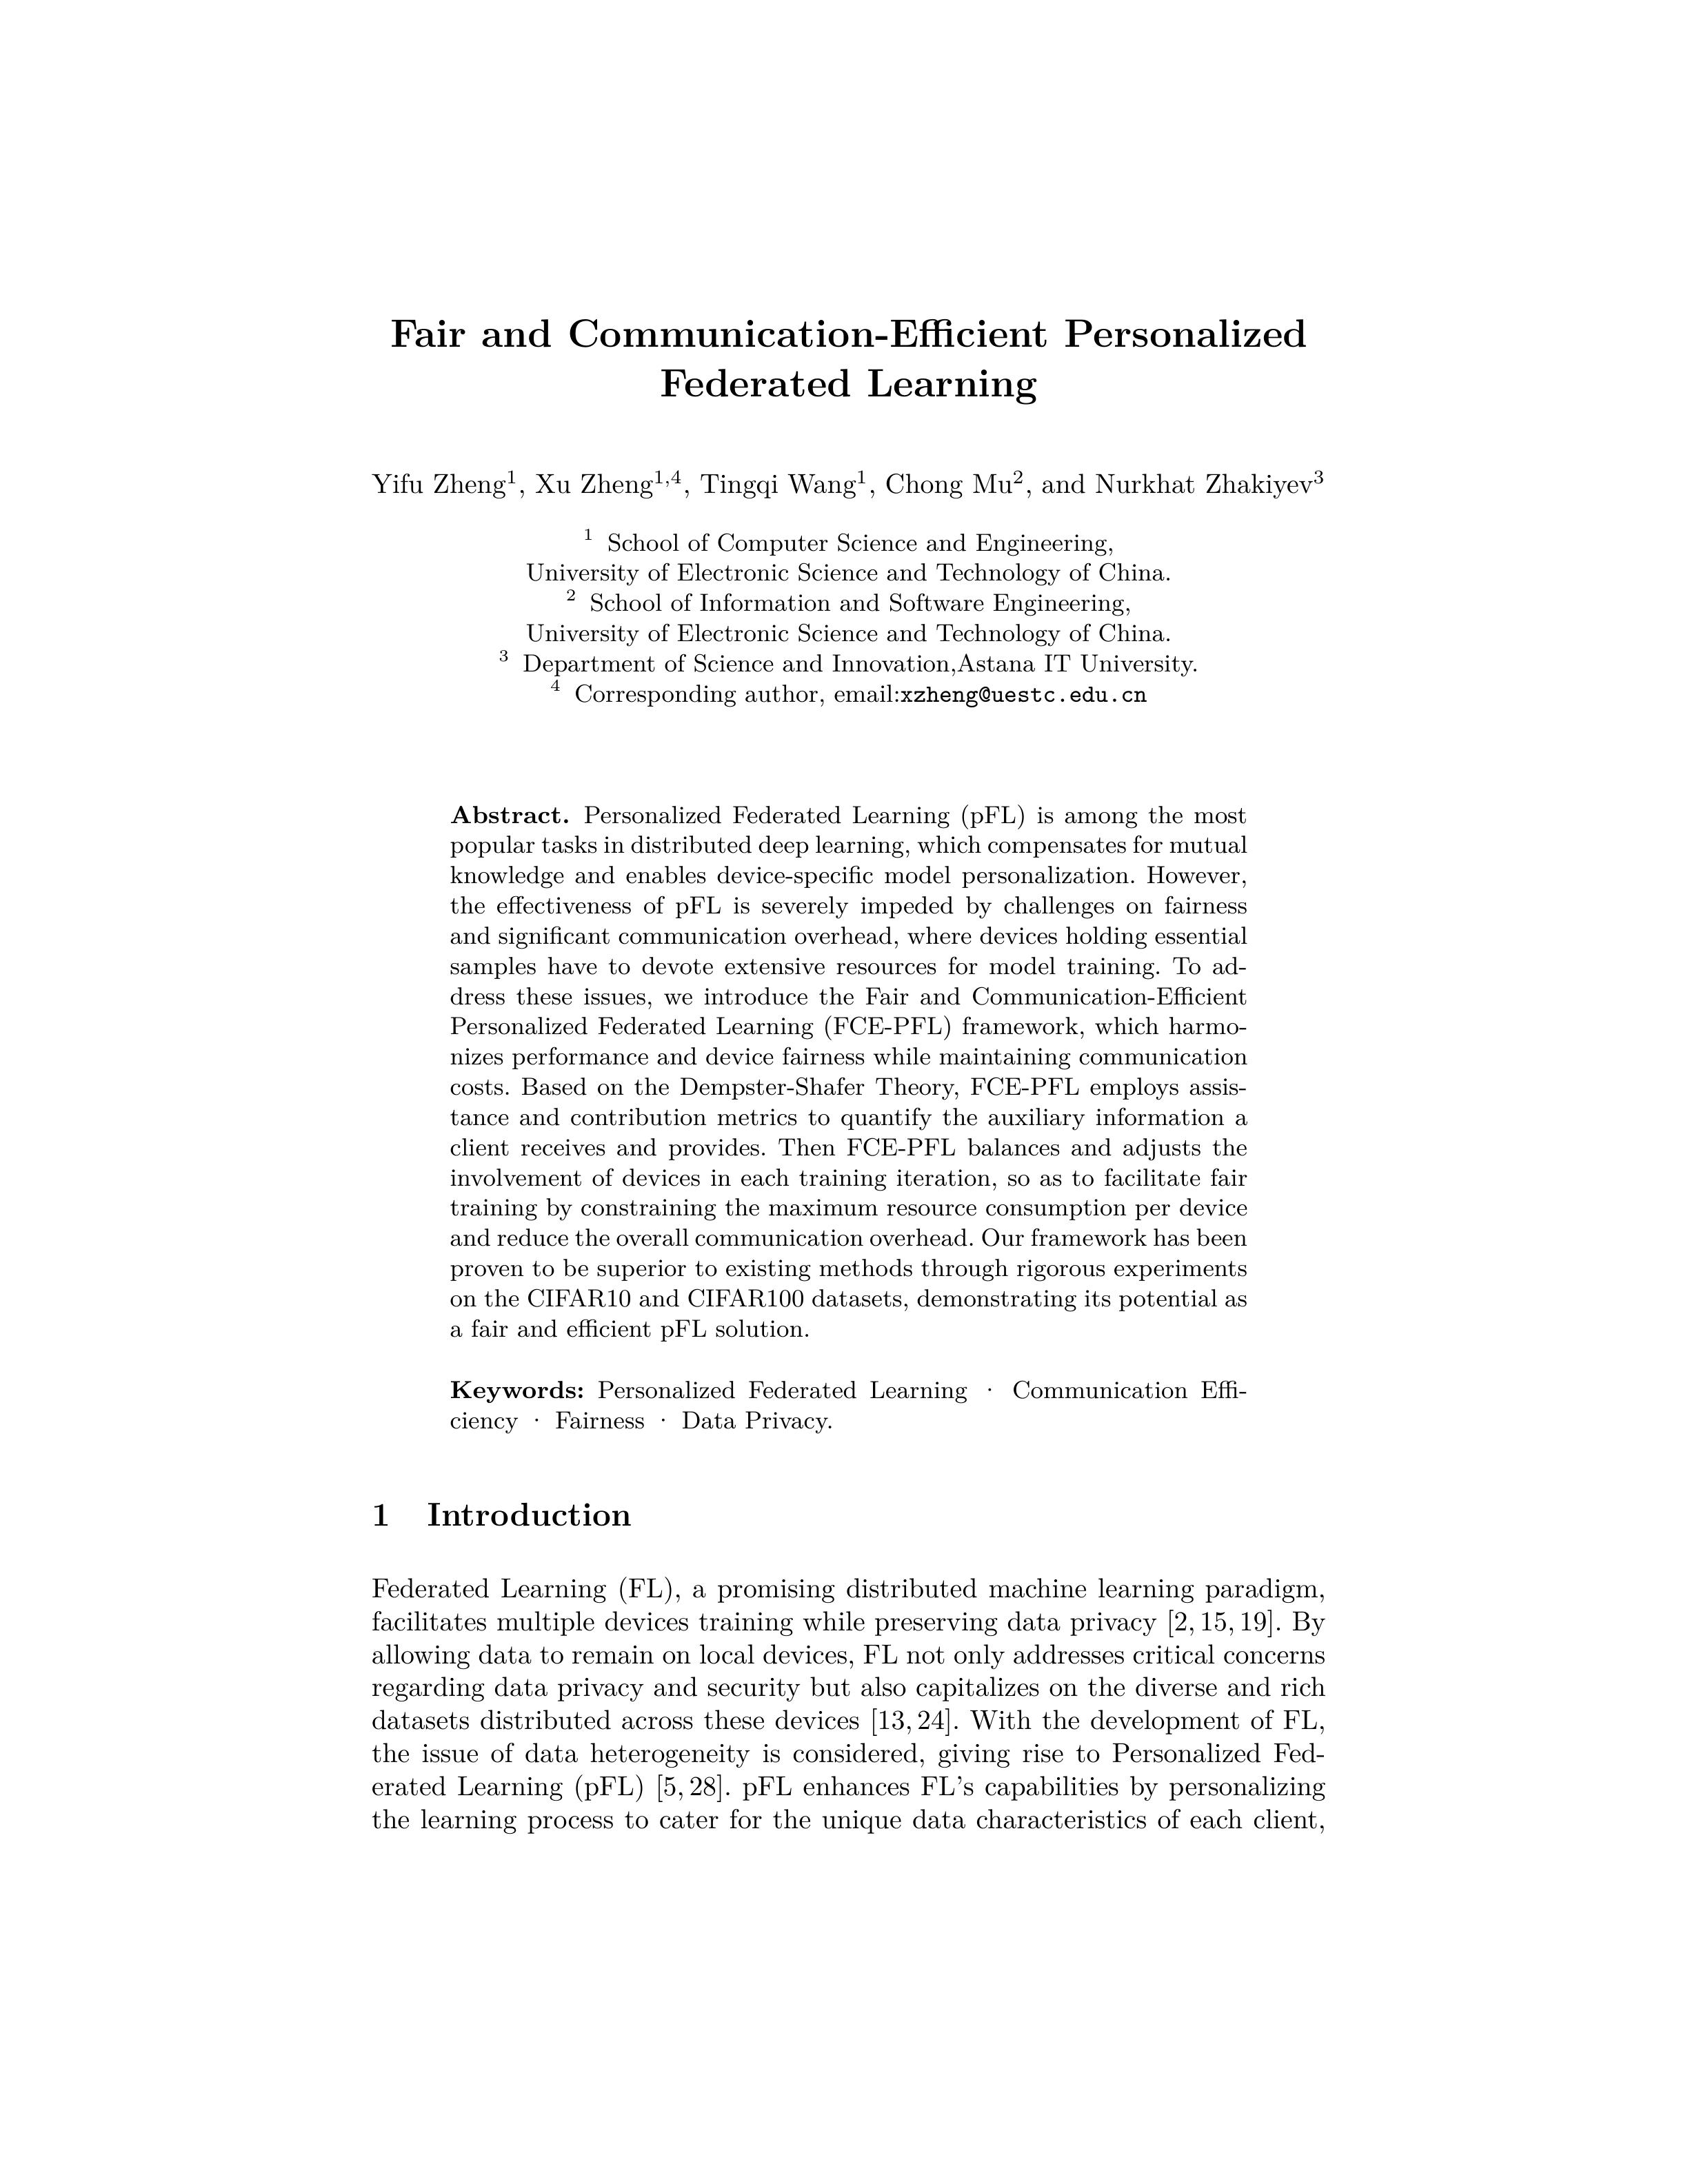 Fair and Communication-Efficient Personalized
Federated Learning
Yifu Zheng1, Xu Zheng1,4, Tingqi Wang1, Chong Mu2, and Nurkhat Zhakiyev3
1 School of Computer Science and Engineering,
University of Electronic Science and Technology of China.
2 School of Information and Software Engineering,
University of Electronic Science and Technology of China.
3 Department of Science and Innovation,Astana IT University.
4 Corresponding author, email:xzheng@uestc.edu.cn
Abstract. Personalized Federated Learning (pFL) is among the most
popular tasks in distributed deep learning, which compensates for mutual
knowledge and enables device-specific model personalization. However,
the effectiveness of pFL is severely impeded by challenges on fairness
and significant communication overhead, where devices holding essential
samples have to devote extensive resources for model training. To ad-
dress these issues, we introduce the Fair and Communication-Efficient
Personalized Federated Learning (FCE-PFL) framework, which harmo-
nizes performance and device fairness while maintaining communication
costs. Based on the Dempster-Shafer Theory, FCE-PFL employs assis-
tance and contribution metrics to quantify the auxiliary information a
client receives and provides. Then FCE-PFL balances and adjusts the
involvement of devices in each training iteration, so as to facilitate fair
training by constraining the maximum resource consumption per device
and reduce the overall communication overhead. Our framework has been
proven to be superior to existing methods through rigorous experiments
on the CIFAR10 and CIFAR100 datasets, demonstrating its potential as
a fair and efficient pFL solution.
Keywords: Personalized Federated Learning · Communication Effi-
ciency · Fairness · Data Privacy.
1 Introduction
Federated Learning (FL), a promising distributed machine learning paradigm,
facilitates multiple devices training while preserving data privacy [2, 15, 19]. By
allowing data to remain on local devices, FL not only addresses critical concerns
regarding data privacy and security but also capitalizes on the diverse and rich
datasets distributed across these devices [13, 24]. With the development of FL,
the issue of data heterogeneity is considered, giving rise to Personalized Fed-
erated Learning (pFL) [5, 28]. pFL enhances FL's capabilities by personalizing
the learning process to cater for the unique data characteristics of each client,